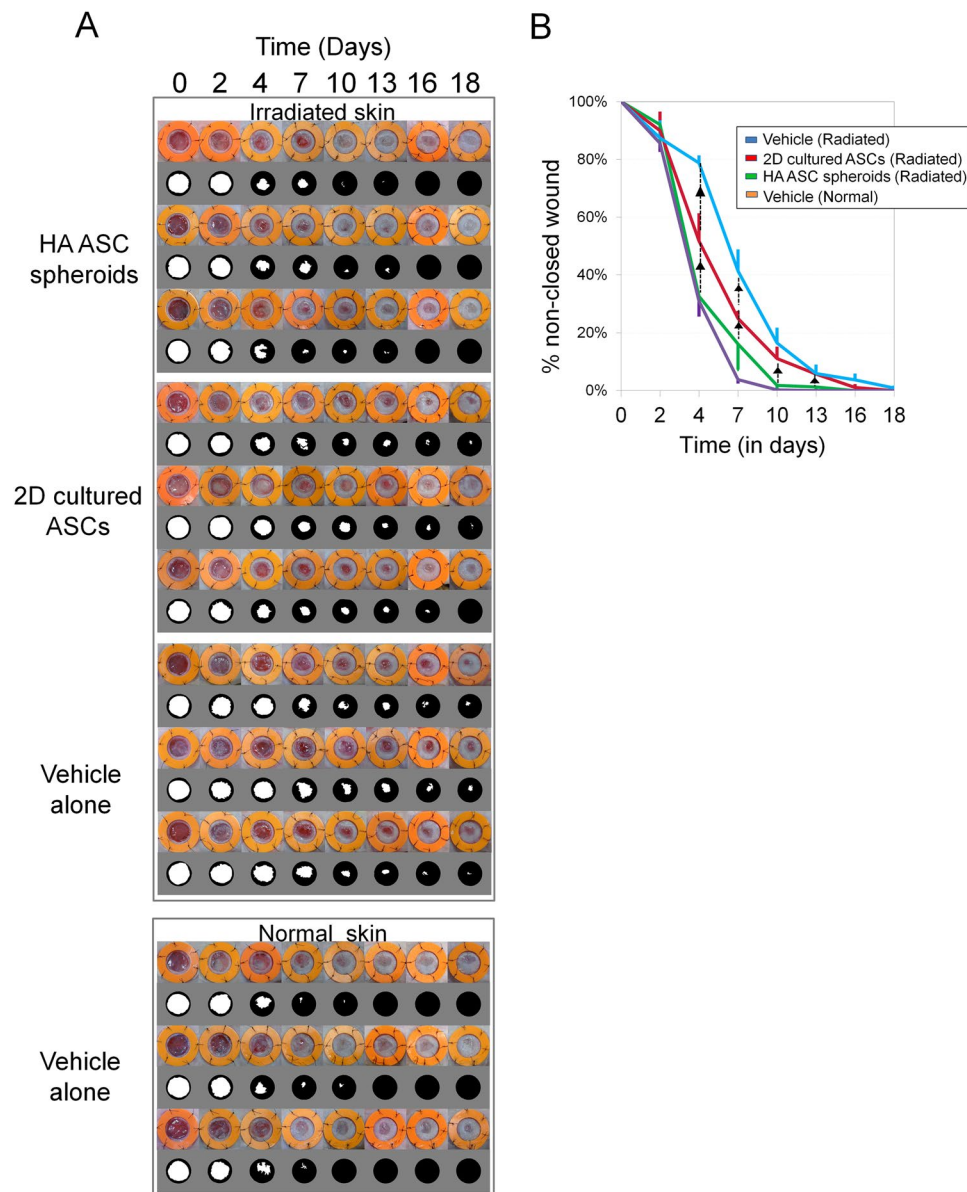 A
Time (Days)
0 2 4 7 10 13 16 18
Irradiated skin
HA ASC
spheroids
2D cultured
ASCs
Vehicle
alone
Normal skin
Vehicle
alone
B
100%
80%
60%
40%
20%
0%
% non-closed wound
Vehicle (Radiated)
2D cultured ASCs (Radiated)
HA ASC spheroids (Radiated)
Vehicle (Normal)
0 2 4 7 10 13 16 18
Time (in days)